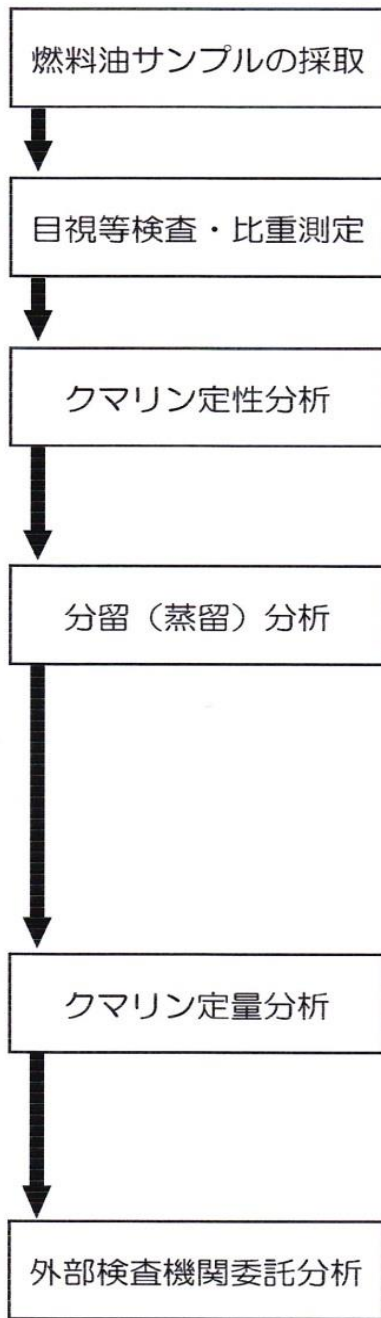 燃料油サンプルの採取
目視等検査・比重測定
クマリン定性分析
分留（蒸留）分析
クマリン定量分析
外部検査機関委託分析